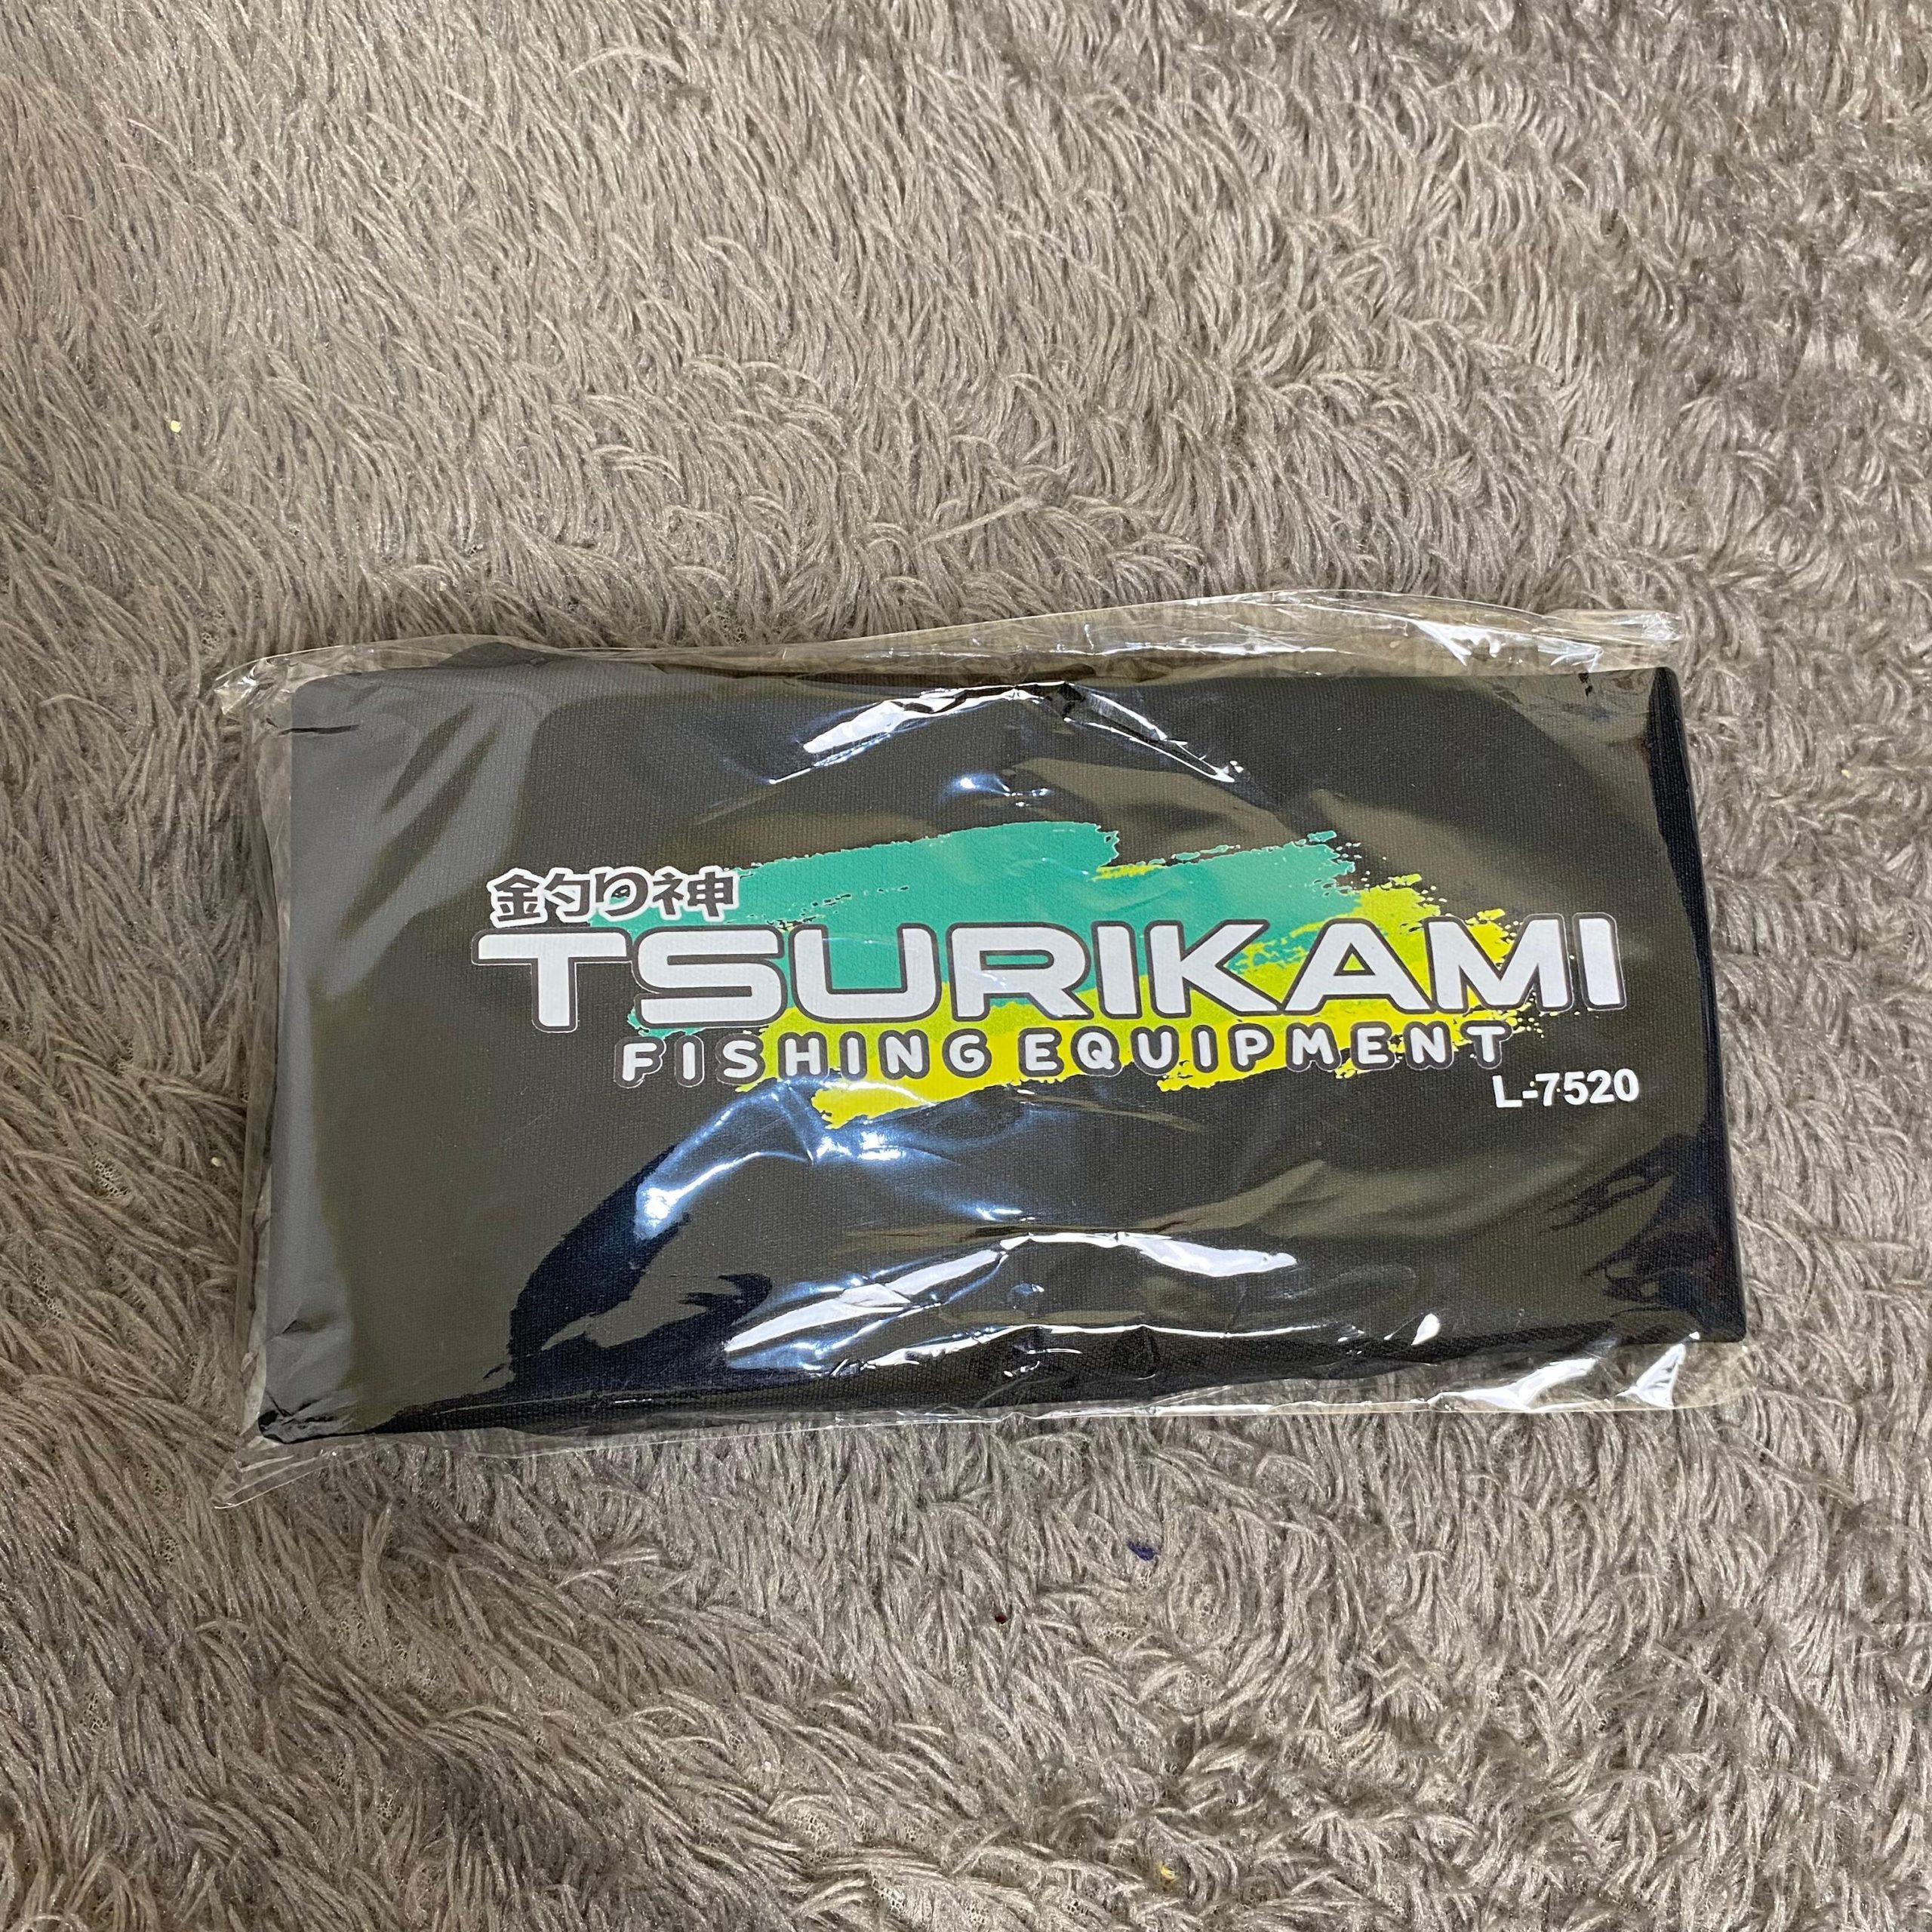 釣り神
TSURIKAMI
FISHING EQUIPMENT
L-7520